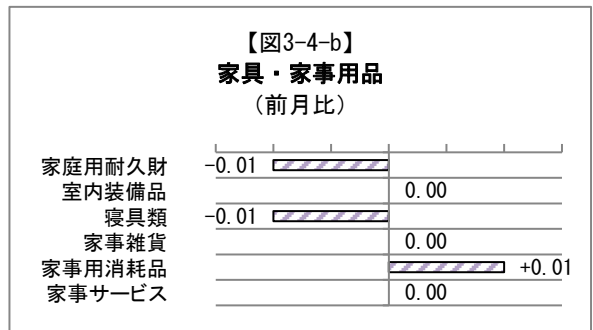 【図3-4-b】
家具・家事用品
（前月比）
家庭用耐久財 -0.01
室内装備品 0.00
寝具類 -0.01
家事雑貨 0.00
家事用消耗品 +0.01
家事サービス 0.00